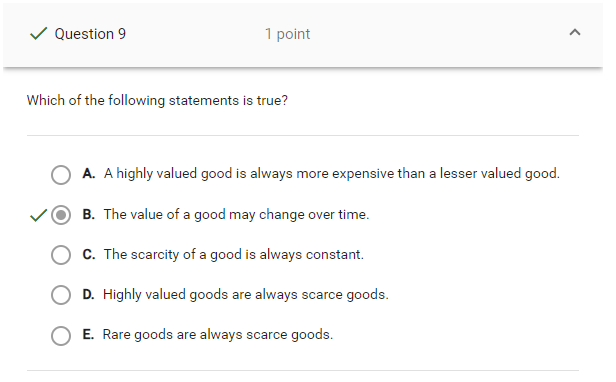 Question 9 1 point
Which of the following statements is true?
A. A highly valued good is always more expensive than a lesser valued good.
B. The value of a good may change over time.
C. The scarcity of a good is always constant.
D. Highly valued goods are always scarce goods.
E. Rare goods are always scarce goods.